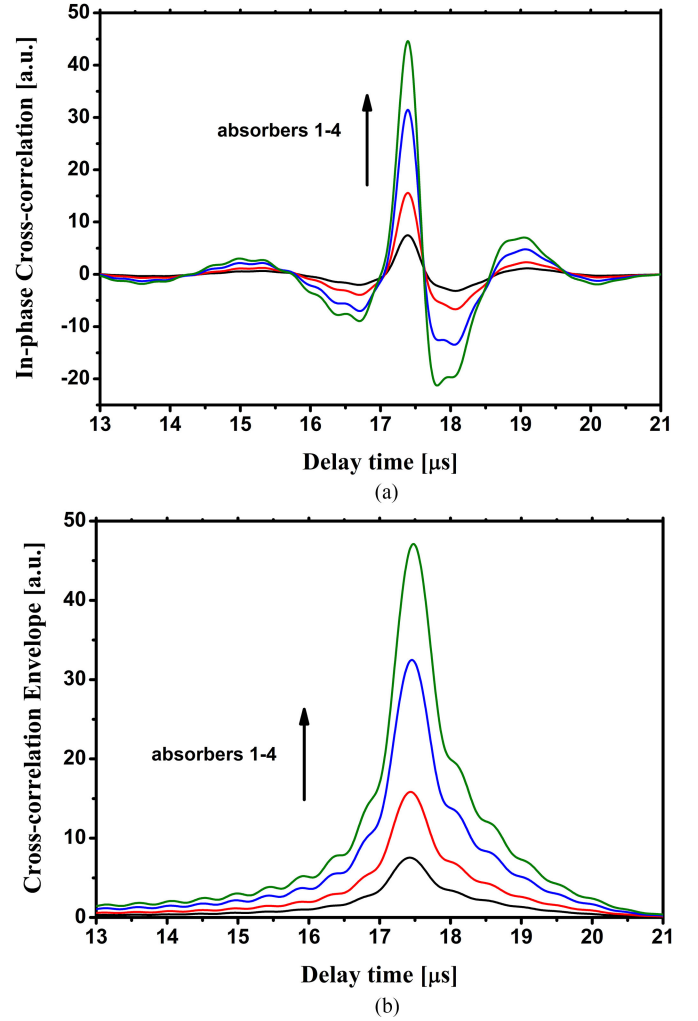 50
40
30
20
10
0
-10
-20
In-phase Cross-correlation [a.u.]
absorbers 1-4
13 14 15 16 17 18 19 20 21
Delay time [μs]
(a)
50
40
30
20
10
0
Cross-correlation Envelope [a.u.]
absorbers 1-4
13 14 15 16 17 18 19 20 21
Delay time [μs]
(b)